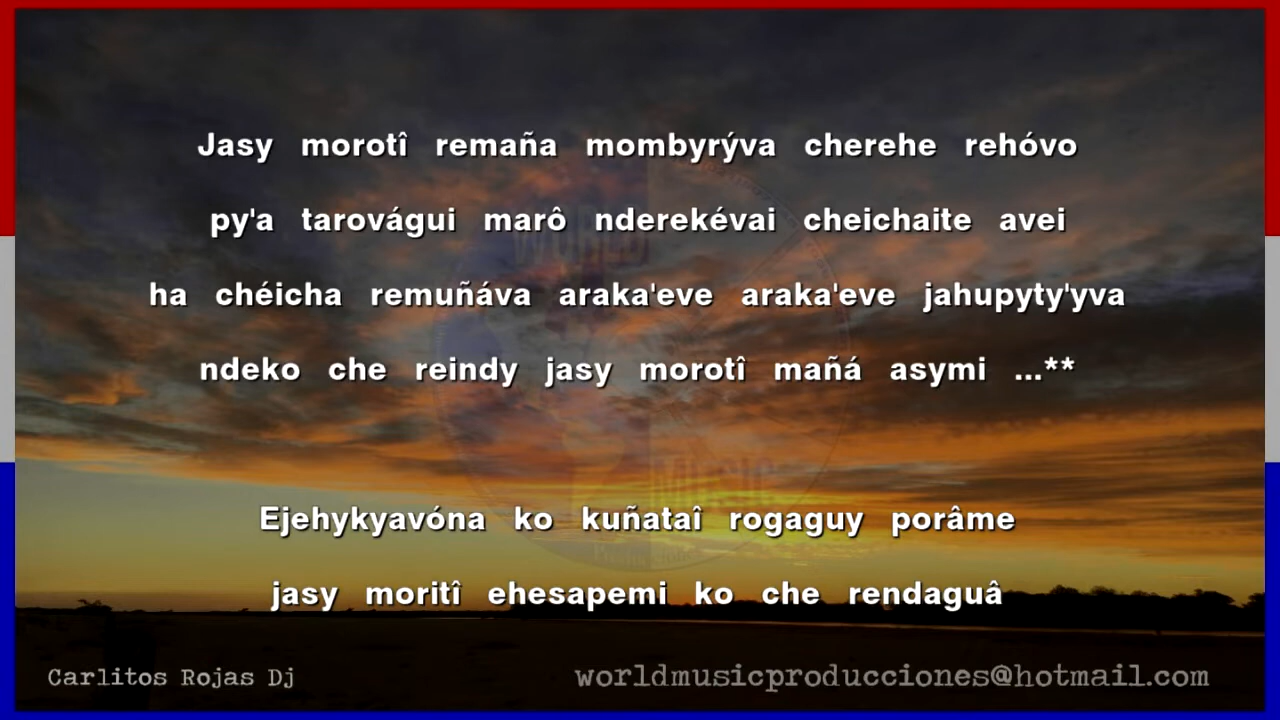 Jasy morotî remaña mombyrýva cherehe rehóvo
py'a tarovágui marô nderekévai cheichaite avei
ha chéicha remuñáva araka'eve araka'eve jahupyty'yva
ndeko che reindy jasy morotî mañá asymi ...**
Ejehykyavóna ko kuñataî rogaguy porâme
jasy moritî ehesapemi ko che rendaguâ
Carlitos Rojas Dj
worldmusicproducciones@hotmail.com
WORLD
MUSIC